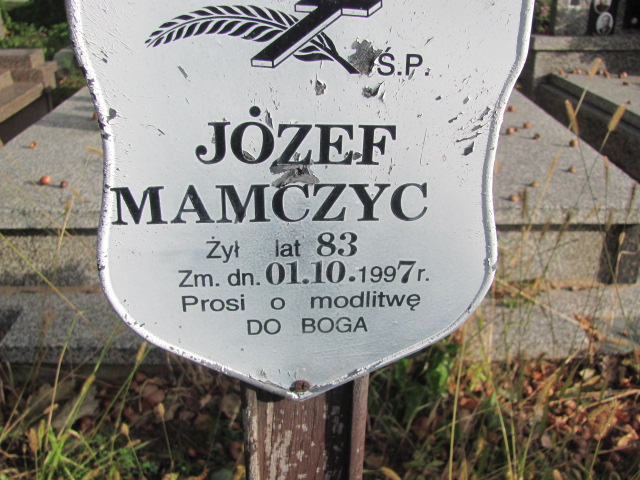 Ś.P.
JÓZEF
MAMCZYC
Żył lat 83
Zm. dn. 01.10.1997r.
Prosi o modlitwę
DO BOGA